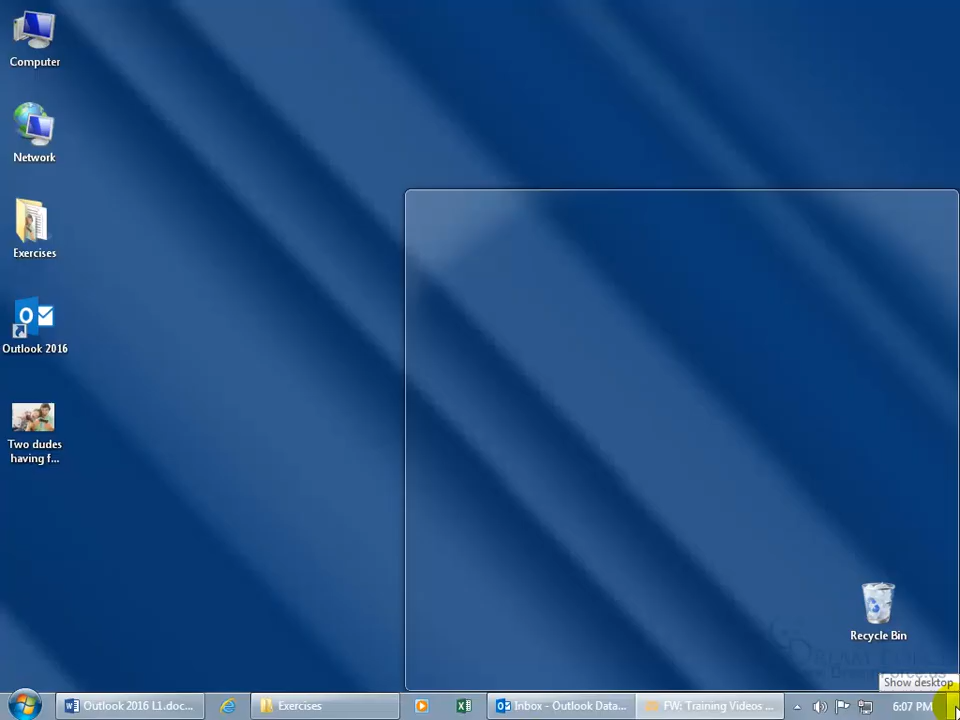 Computer
Network
Exercises
Outlook 2016
Two dudes
having f...
Recycle Bin
Show desktop
Outlook 2016 L1.doc...
Exercises
Inbox - Outlook Data...
FW: Training Videos ...
6:07 PM